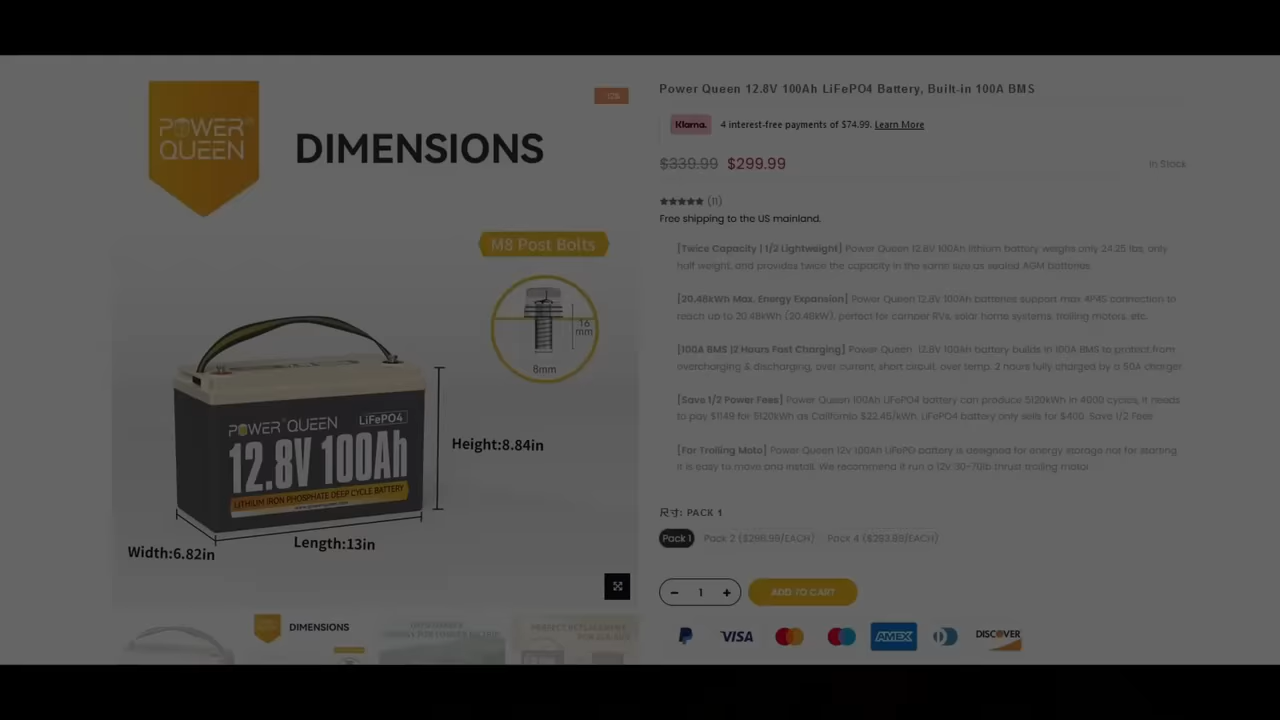 POWER
QUEEN
DIMENSIONS
M8 Post Bolts
16
mm
8mm
POWER QUEEN
LiFePO4
12.8V 100Ah
LITHIUM IRON PHOSPHATE DEEP CYCLE BATTERY
Height:8.84in
Width:6.82in
Length:13in
DIMENSIONS
Power Queen 12.8V 100Ah LiFePO4 Battery, Built-in 100A BMS
Klarna. 4 interest-free payments of $74.99. Learn More
$339.99 $299.99
In Stock
★★★★★ (11)
Free shipping to the US mainland.
[Twice Capacity | 1/2 Lightweight] Power Queen 12.8V 100Ah lithium battery weighs only 24.25 lbs, only
half weight, and provides twice the capacity in the same size as sealed AGM batteries.
[20.48kWh Max. Energy Expansion] Power Queen 12.8V 100Ah batteries support max 4P4S connection to
reach up to 20.48kWh (20.48kW), perfect for camper RVs, solar home systems, trolling motors, etc.
[100A BMS |2 Hours Fast Charging] Power Queen 12.8V 100Ah battery builds in 100A BMS to protect from
overcharging & discharging, over current, short circuit, over temp. 2 hours fully charged by a 50A charger
[Save 1/2 Power Fees] Power Queen 100Ah LiFePO4 battery can produce 5120kWh in 4000 cycles, it needs
to pay $1149 for 5120kWh as California $22.45/kWh. LiFePO4 battery only sells for $400. Save 1/2 Fees
[For Trolling Moto] Power Queen 12V 100Ah LiFePO battery is designed for energy storage not for starting
It is easy to move and install. We recommend it run a 12V 30-70lb thrust trolling motor
尺寸: PACK 1
Pack 1
Pack 2 ($296.99/EACH)
Pack 4 ($293.89/EACH)
− 1 +
ADD TO CART
VISA
AMEX
DISCOVER